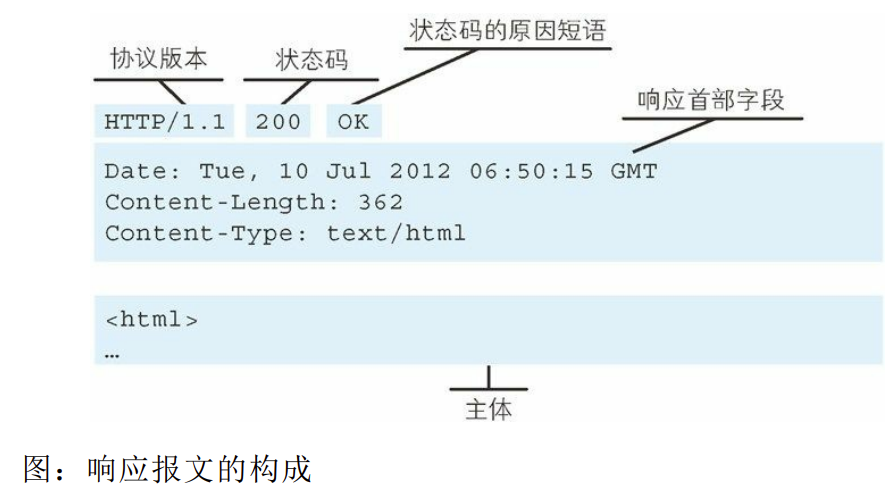 状态码的原因短语
协议版本
状态码
响应首部字段
HTTP/1.1 200 OK
Date: Tue, 10 Jul 2012 06:50:15 GMT
Content-Length: 362
Content-Type: text/html
<html>
…
主体
图：响应报文的构成